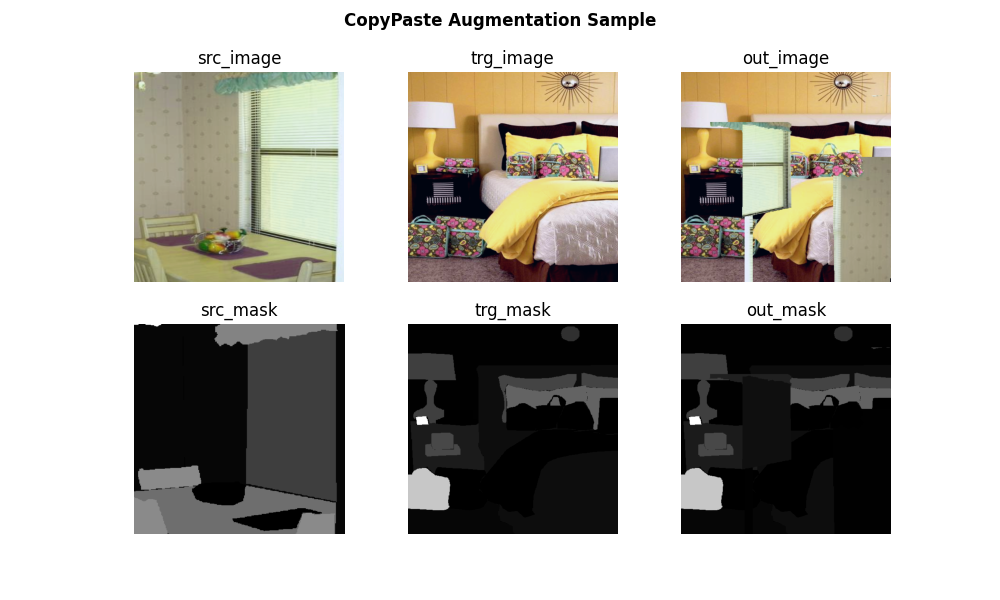 CopyPaste Augmentation Sample
src_image
trg_image
out_image
src_mask
trg_mask
out_mask